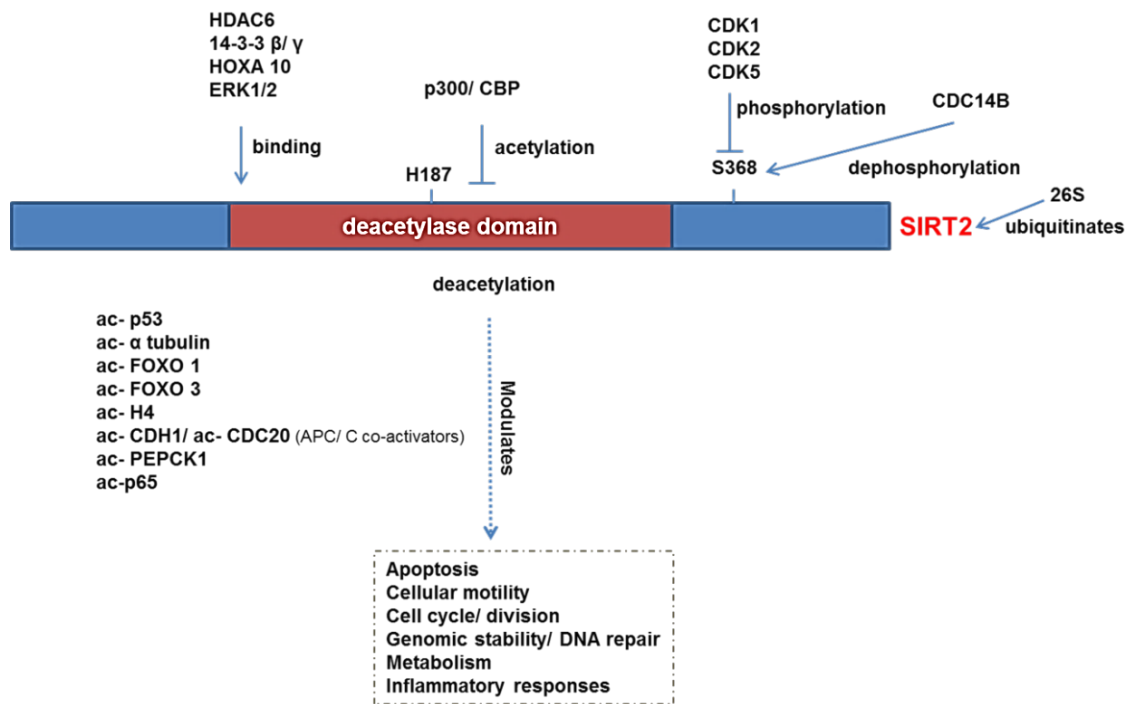 HDAC6
14-3-3 β/ γ
HOXA 10
ERK1/2
binding
p300/ CBP
acetylation
H187
CDK1
CDK2
CDK5
phosphorylation
S368
CDC14B
dephosphorylation
26S
ubiquitinates
deacetylase domain
SIRT2
deacetylation
ac- p53
ac- α tubulin
ac- FOXO 1
ac- FOXO 3
ac- H4
ac- CDH1/ ac- CDC20 (APC/ C co-activators)
ac- PEPCK1
ac-p65
Modulates
Apoptosis
Cellular motility
Cell cycle/ division
Genomic stability/ DNA repair
Metabolism
Inflammatory responses